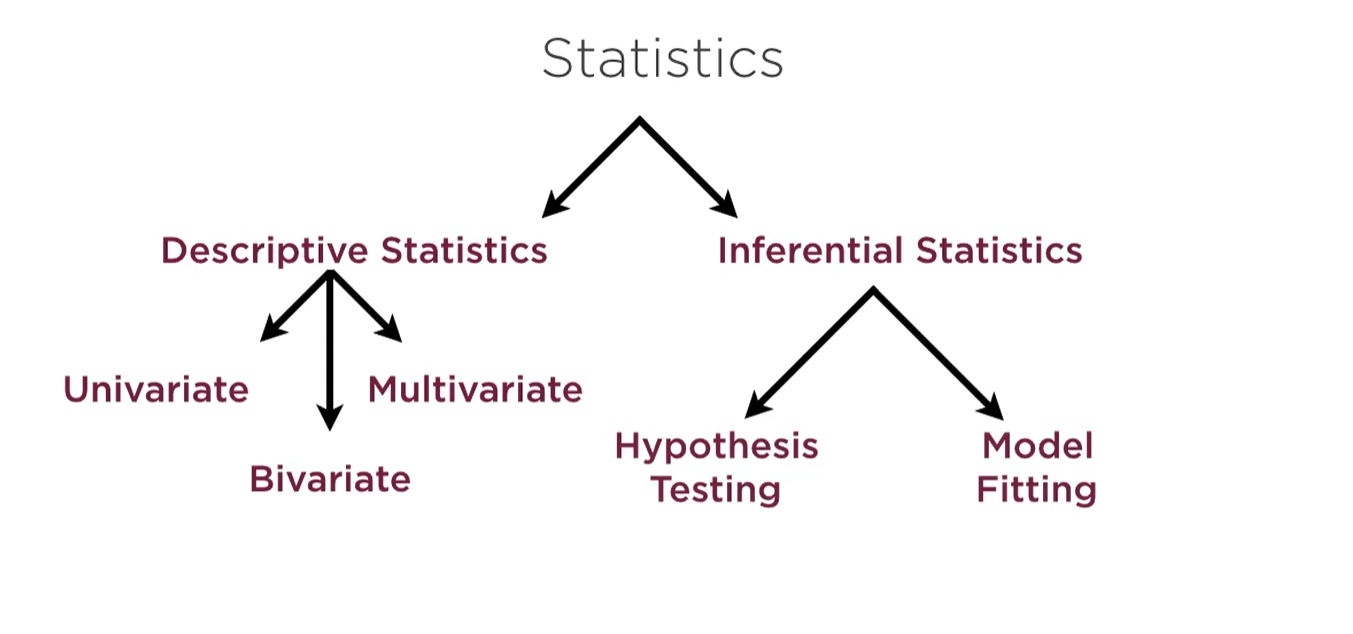 Statistics
Descriptive Statistics
Inferential Statistics
Univariate
Multivariate
Bivariate
Hypothesis
Testing
Model
Fitting